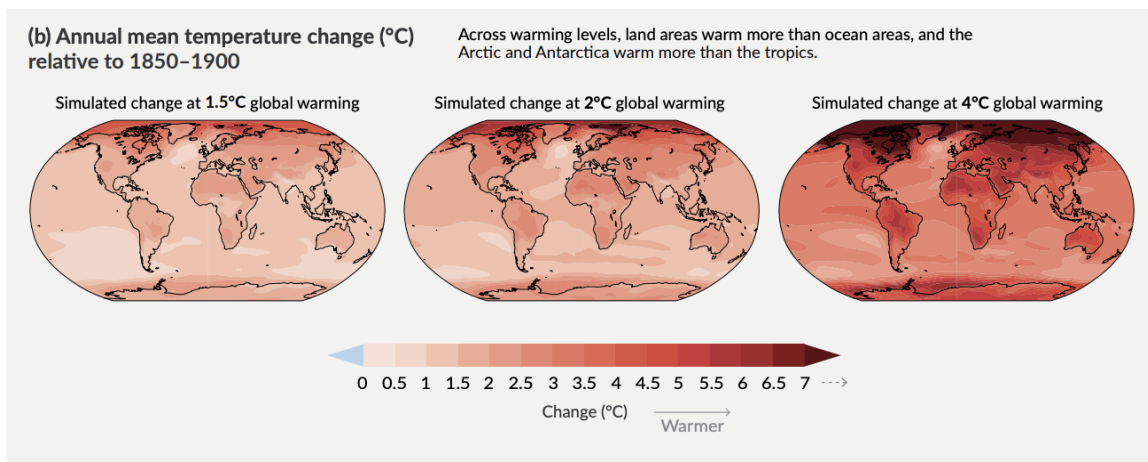 (b) Annual mean temperature change (°C)
relative to 1850–1900
Across warming levels, land areas warm more than ocean areas, and the
Arctic and Antarctica warm more than the tropics.
Simulated change at 1.5°C global warming
Simulated change at 2°C global warming
Simulated change at 4°C global warming
0 0.5 1 1.5 2 2.5 3 3.5 4 4.5 5 5.5 6 6.5 7
Change (°C)
Warmer